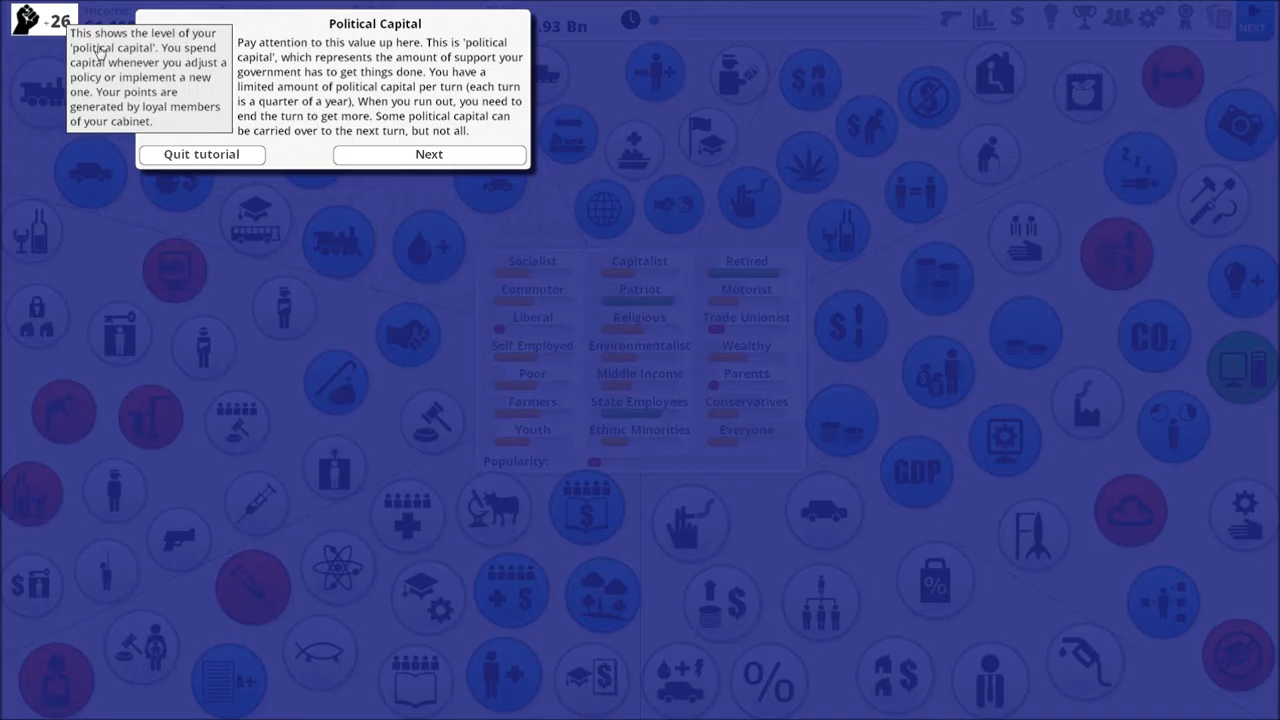 +26
Income:
.93 Bn
NEXT
This shows the level of your
'political capital'. You spend
capital whenever you adjust a
policy or implement a new
one. Your points are
generated by loyal members
of your cabinet.
Political Capital
Pay attention to this value up here. This is 'political
capital', which represents the amount of support your
government has to get things done. You have a
limited amount of political capital per turn (each turn
is a quarter of a year), When you run out, you need to
end the turn to get more. Some political capital can
be carried over to the next turn, but not all.
Quit tutorial
Next
Socialist Capitalist Retired
Commuter Patriot Motorist
Liberal Religious Trade Unionist
Self Employed Environmentalist Wealthy
Poor Middle Income Parents
Farmers State Employees Conservatives
Youth Ethnic Minorities Everyone
Popularity:
GDP
CO₂
A+
%